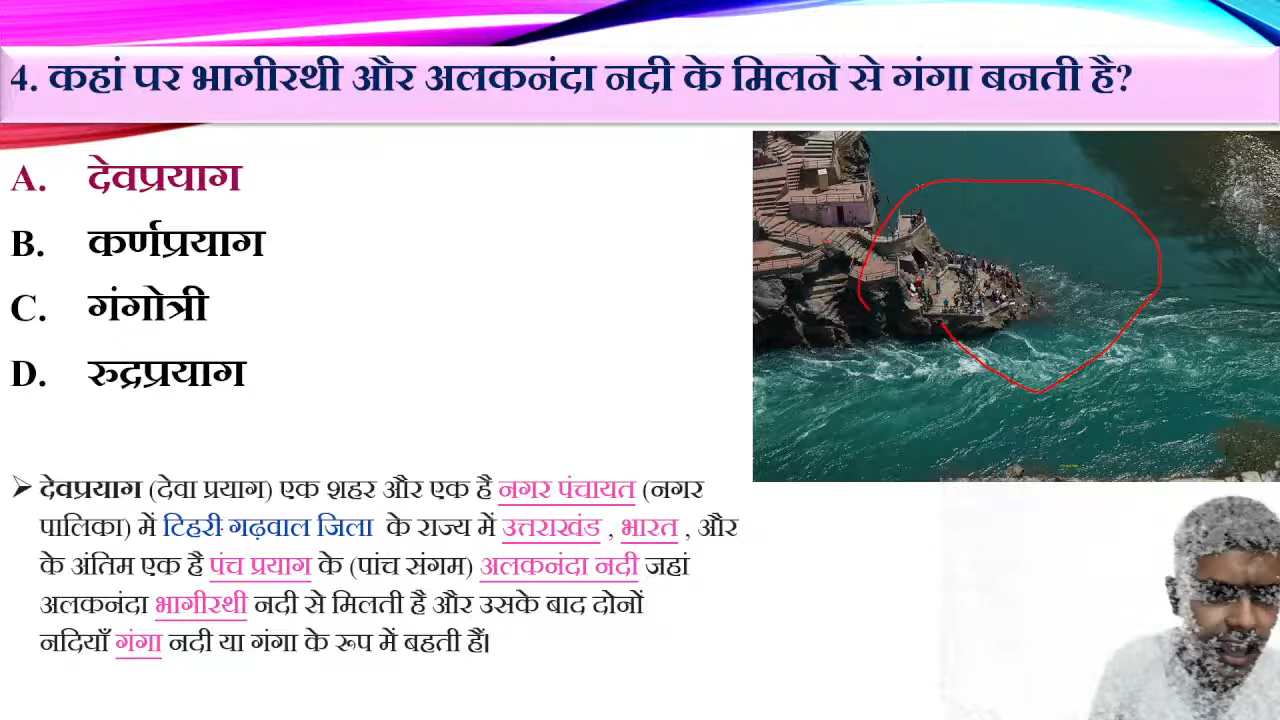 4. कहां पर भागीरथी और अलकनंदा नदी के मिलने से गंगा बनती है?
A. देवप्रयाग
B. कर्णप्रयाग
C. गंगोत्री
D. रुद्रप्रयाग
➢ देवप्रयाग (देवा प्रयाग) एक शहर और एक है नगर पंचायत (नगर
पालिका) में टिहरी गढ़वाल जिला के राज्य में उत्तराखंड , भारत , और
के अंतिम एक है पंच प्रयाग के (पांच संगम) अलकनंदा नदी जहां
अलकनंदा भागीरथी नदी से मिलती है और उसके बाद दोनों
नदियाँ गंगा नदी या गंगा के रूप में बहती हैं।